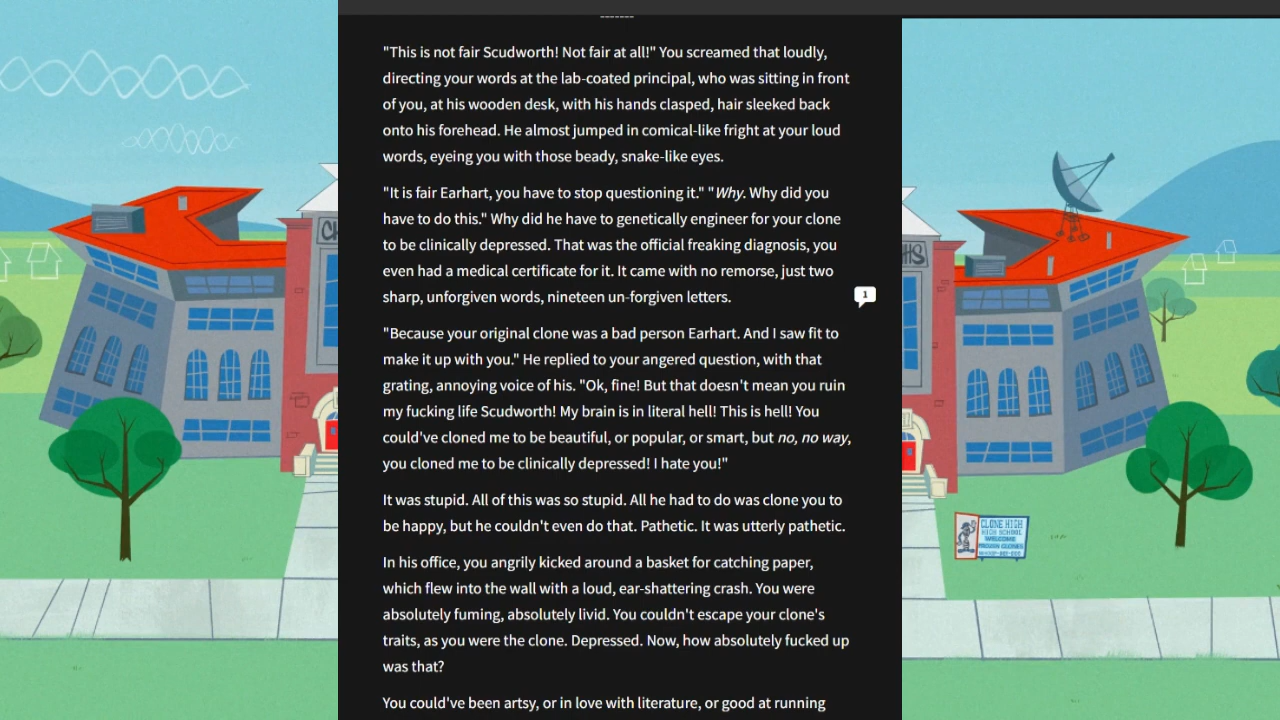 "This is not fair Scudworth! Not fair at all!" You screamed that loudly,
directing your words at the lab-coated principal, who was sitting in front
of you, at his wooden desk, with his hands clasped, hair sleeked back
onto his forehead. He almost jumped in comical-like fright at your loud
words, eyeing you with those beady, snake-like eyes.
"It is fair Earhart, you have to stop questioning it." "Why. Why did you
have to do this." Why did he have to genetically engineer for your clone
to be clinically depressed. That was the official freaking diagnosis, you
even had a medical certificate for it. It came with no remorse, just two
sharp, unforgiven words, nineteen un-forgiven letters.
1
"Because your original clone was a bad person Earhart. And I saw fit to
make it up with you." He replied to your angered question, with that
grating, annoying voice of his. "Ok, fine! But that doesn't mean you ruin
my fucking life Scudworth! My brain is in literal hell! This is hell! You
could've cloned me to be beautiful, or popular, or smart, but no, no way,
you cloned me to be clinically depressed! I hate you!"
It was stupid. All of this was so stupid. All he had to do was clone you to
be happy, but he couldn't even do that. Pathetic. It was utterly pathetic.
In his office, you angrily kicked around a basket for catching paper,
which flew into the wall with a loud, ear-shattering crash. You were
absolutely fuming, absolutely livid. You couldn't escape your clone's
traits, as you were the clone. Depressed. Now, how absolutely fucked up
was that?
You could've been artsy, or in love with literature, or good at running
CLONE HIGH
HIGH SCHOOL
WELCOME